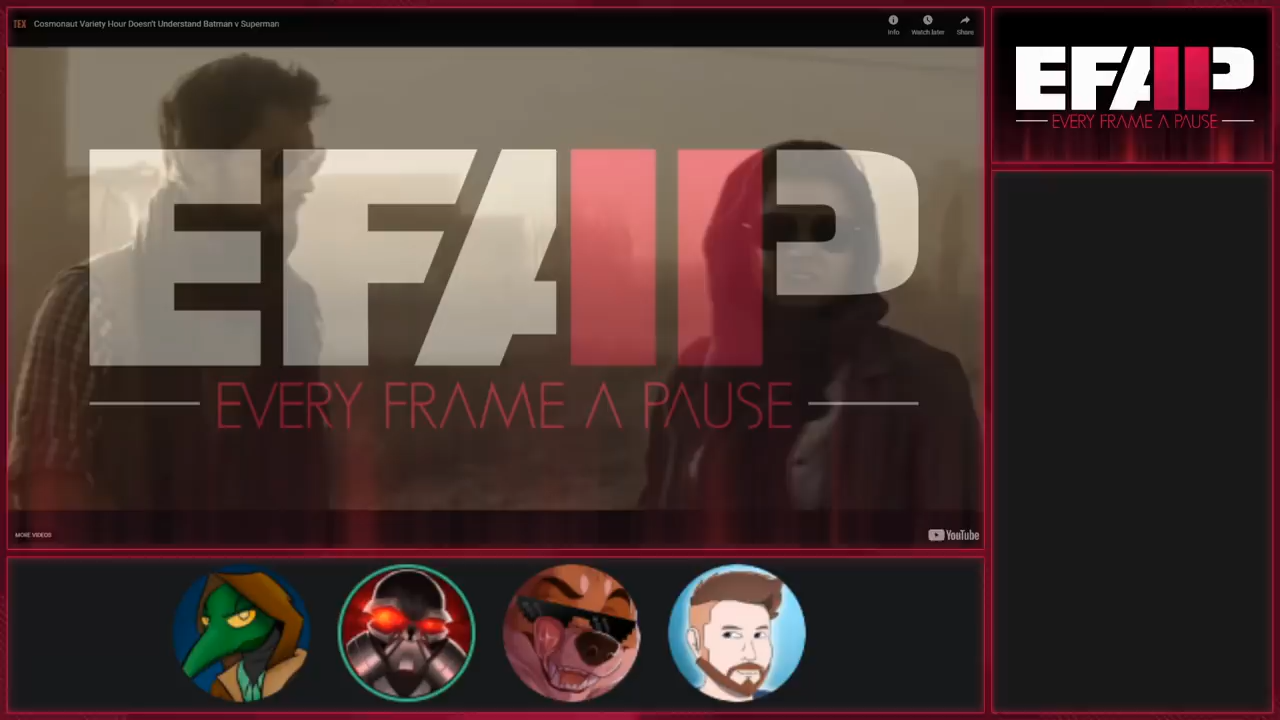 TEX Cosmonaut Variety Hour Doesn't Understand Batman v Superman
Info
Watch later
Share
EFAP
EVERY FRAME A PAUSE
MORE VIDEOS
YouTube
EFAP
EVERY FRAME A PAUSE